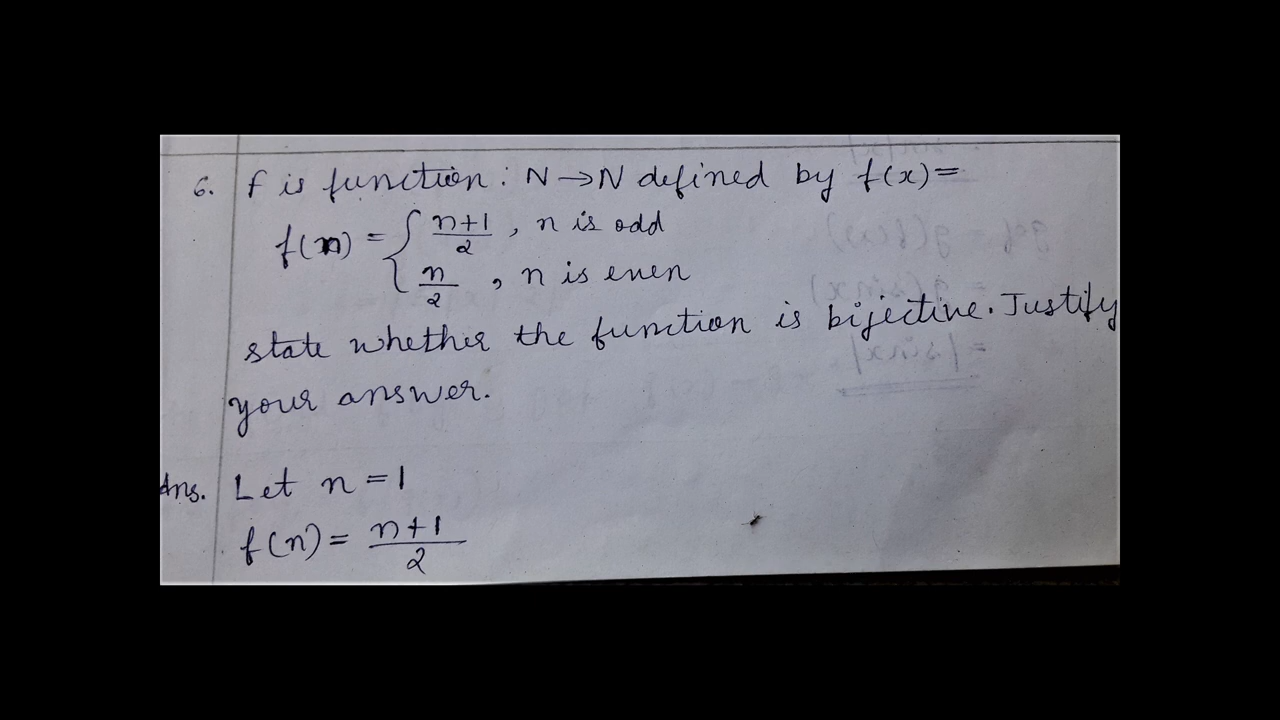 6. f is function : N →N defined by f(x)=
f(n) = { n+1/2 , n is odd
n/2 , n is even
state whether the function is bijective. Justify
your answer.
Ans. Let n = 1
f(n) = n+1/2